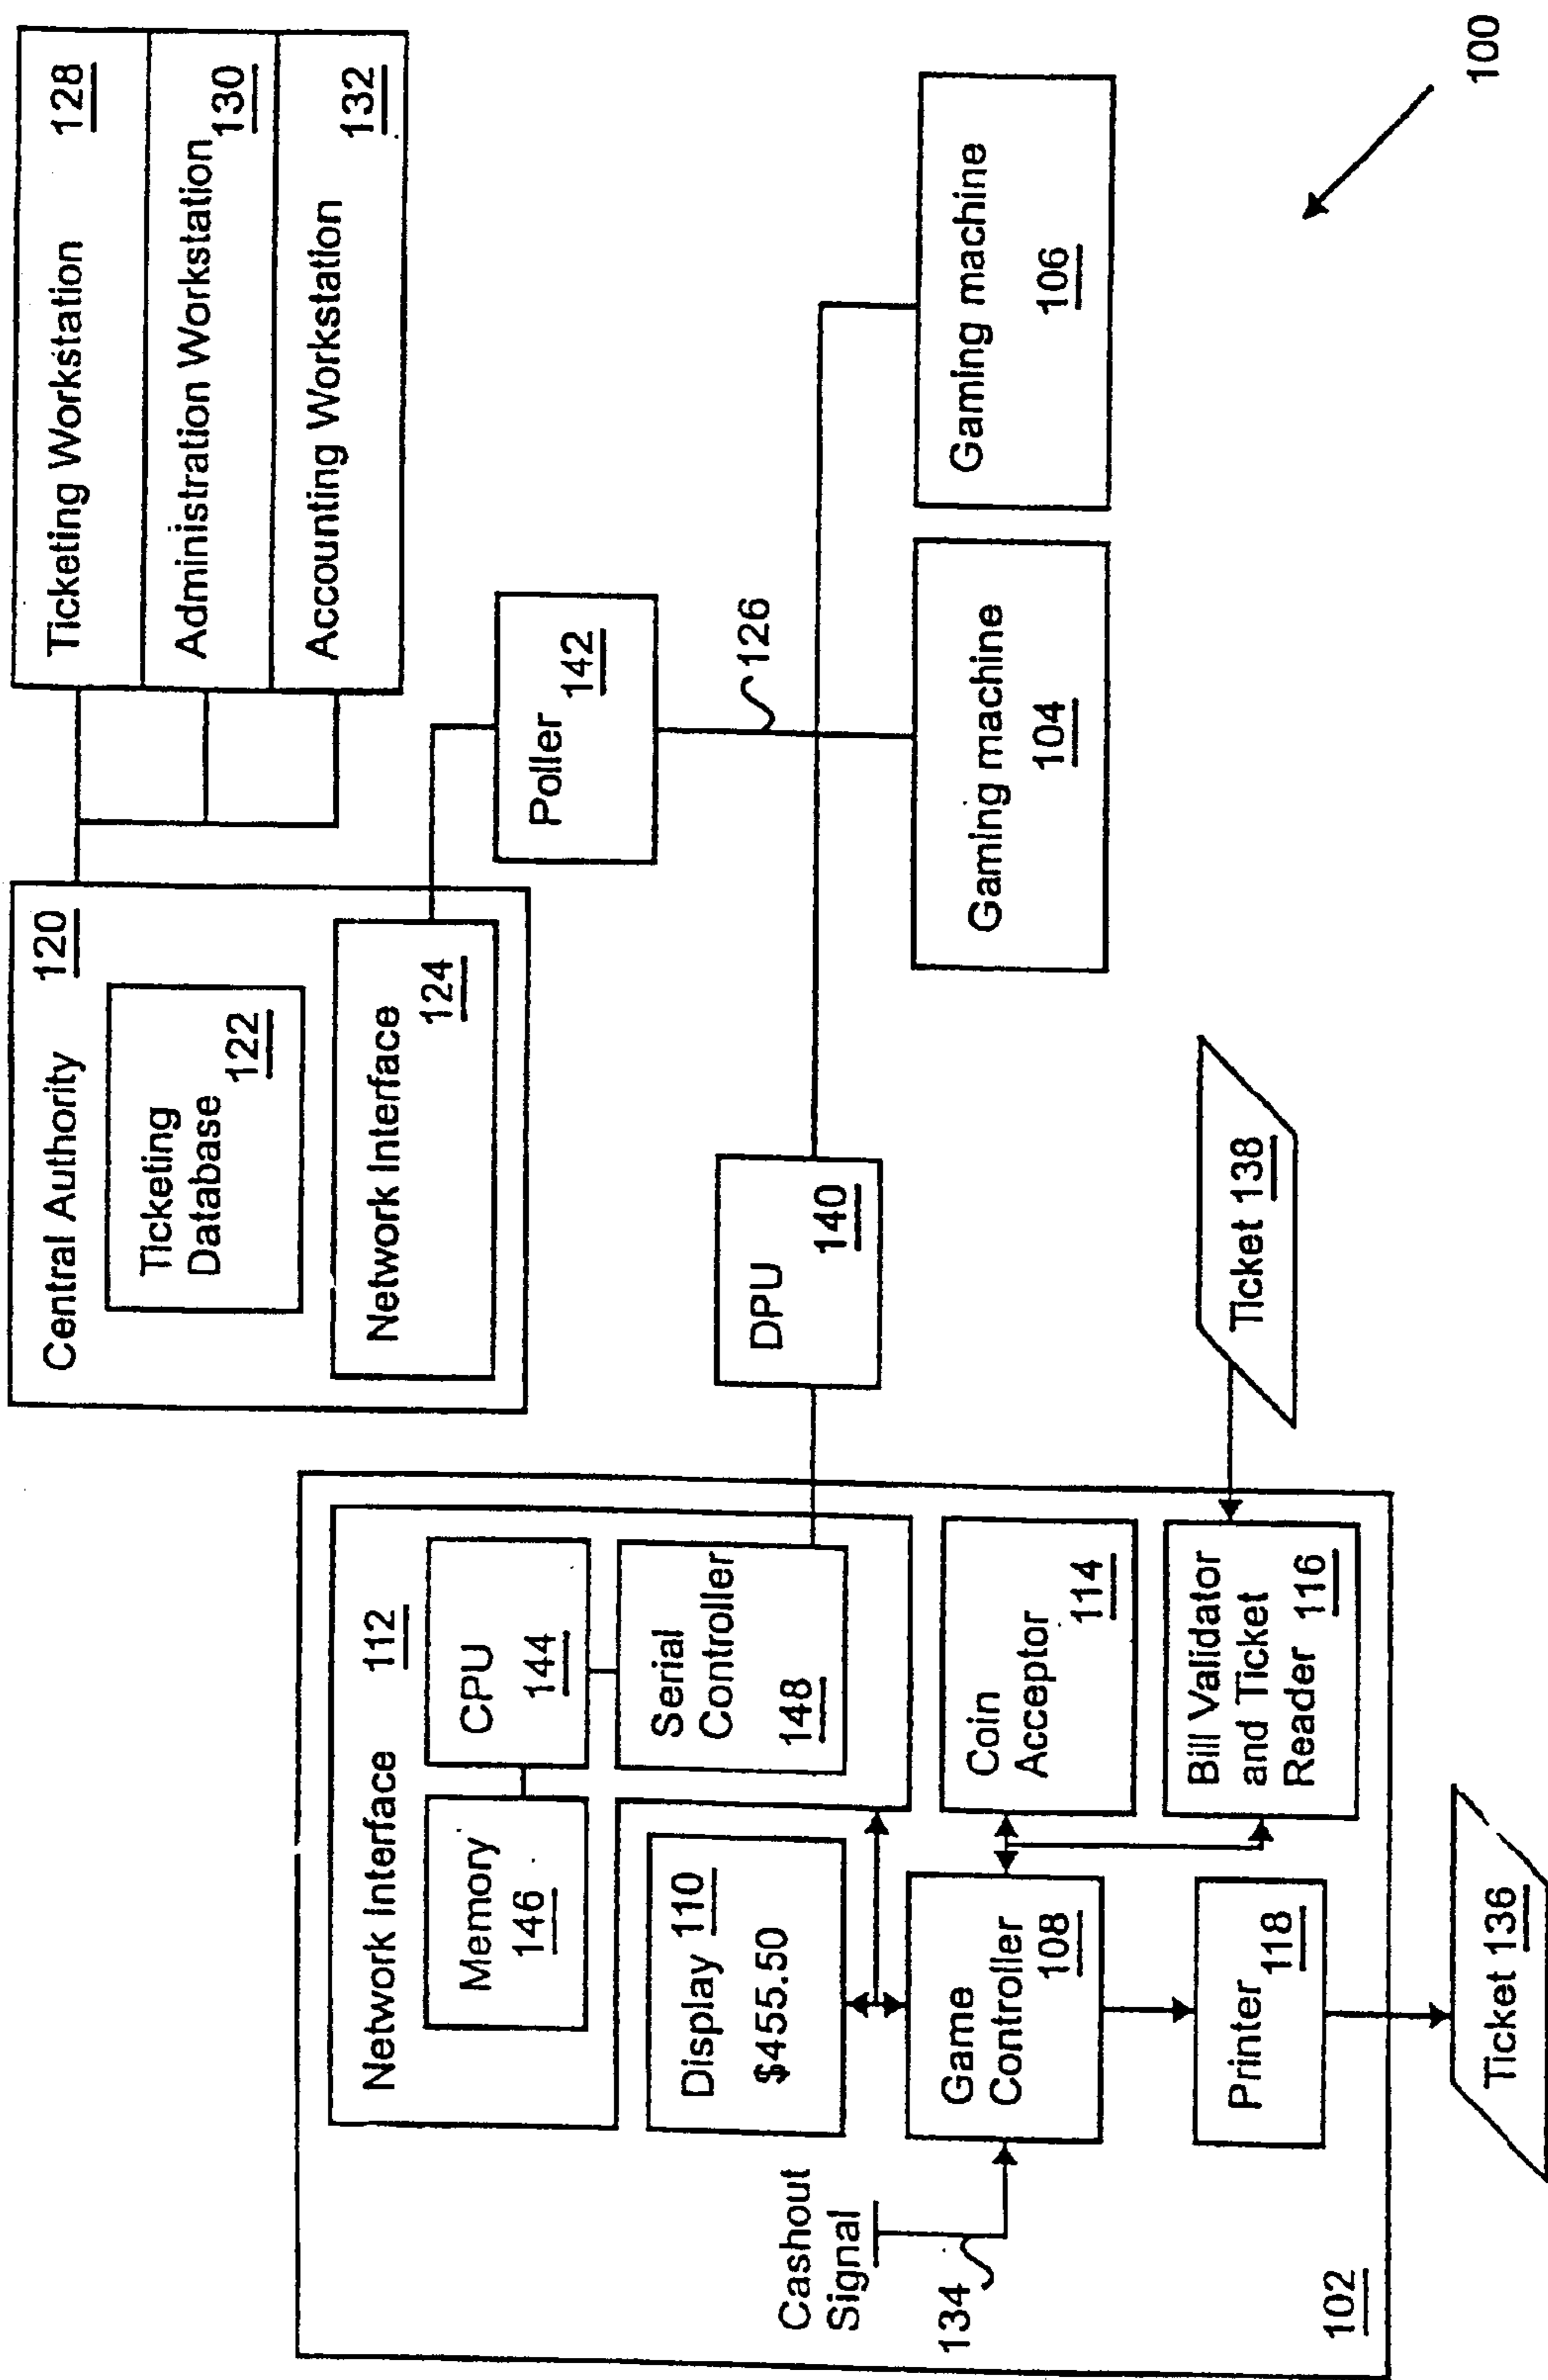 Ticketing Workstation 128
Administration Workstation 130
Accounting Workstation 132
Central Authority 120
Ticketing
Database
122
Network Interface
124
Poller
142
126
Network Interface 112
Memory
146
CPU
144
Serial
Controller
148
DPU
140
Display 110
$455.50
Cashout
Signal
134
Game
Controller
108
Coin
Acceptor
114
Bill Validator
and Ticket
Reader 116
Printer
118
Ticket 138
Ticket 136
102
Gaming machine
104
Gaming machine
106
100